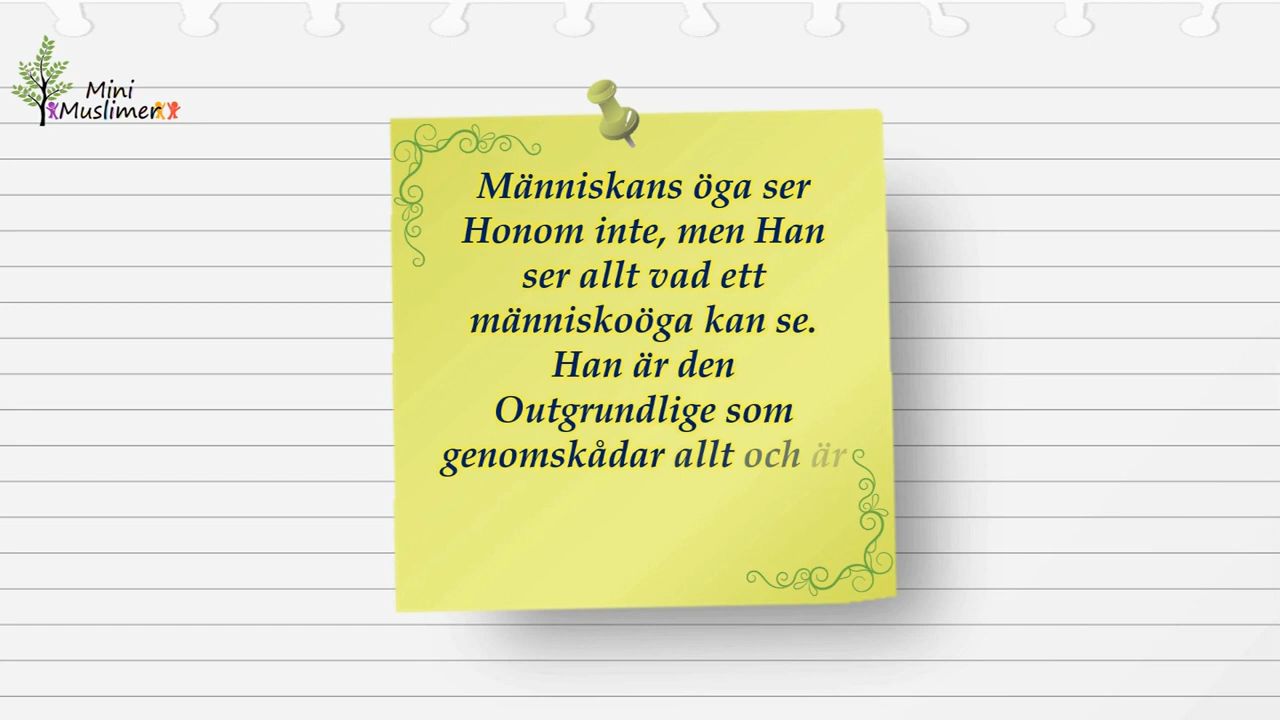 Mini
Muslimer
Människans öga ser
Honom inte, men Han
ser allt vad ett
människoöga kan se.
Han är den
Outgrundlige som
genomskådar allt och är